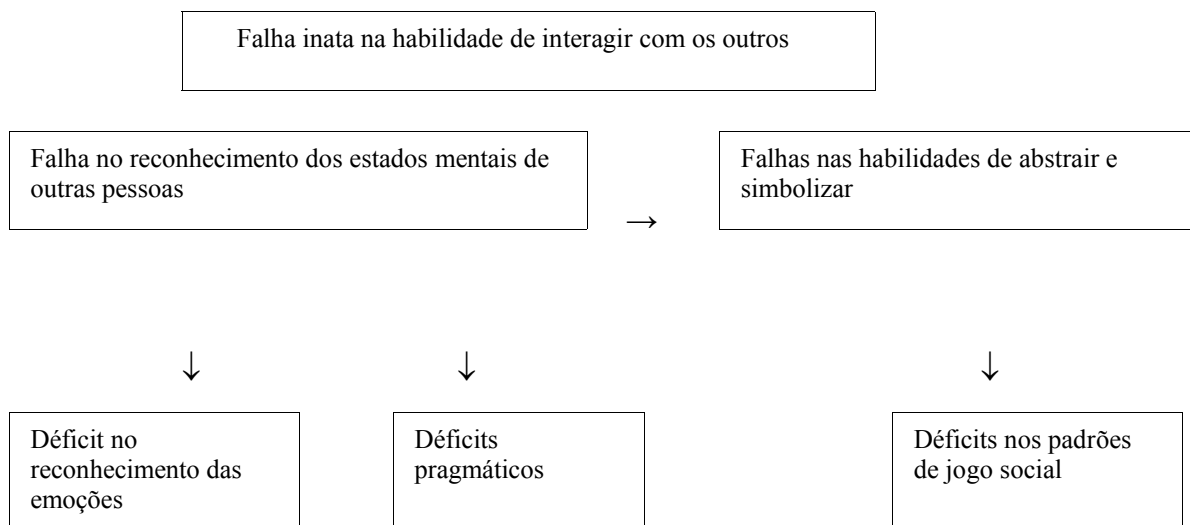 Falha inata na habilidade de interagir com os outros
Falha no reconhecimento dos estados mentais de
outras pessoas
Falhas nas habilidades de abstrair e
simbolizar
→
↓
↓
↓
Déficit no
reconhecimento das
emoções
Déficits
pragmáticos
Déficits nos padrões
de jogo social